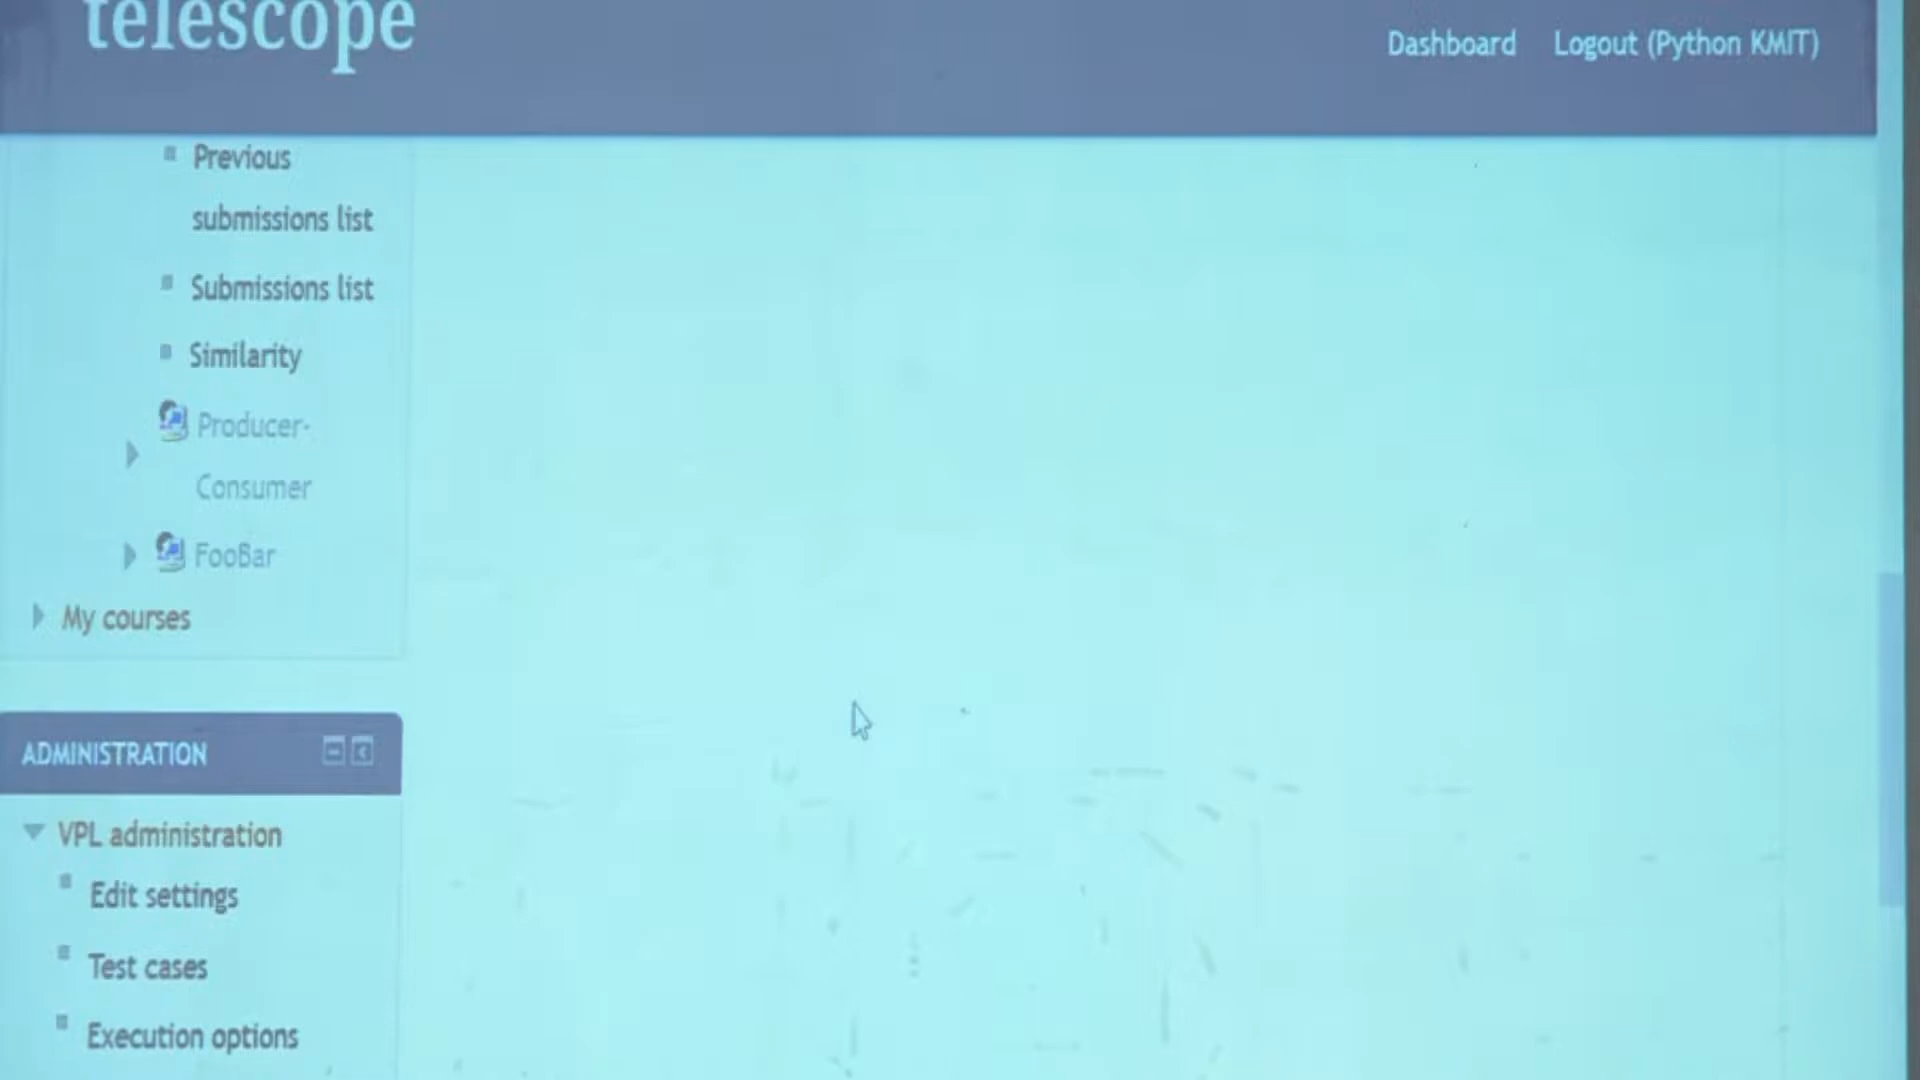 telescope
Dashboard Logout (Python KMIT)
Previous
submissions list
Submissions list
Similarity
Producer-
Consumer
FooBar
My courses
ADMINISTRATION
VPL administration
Edit settings
Test cases
Execution options